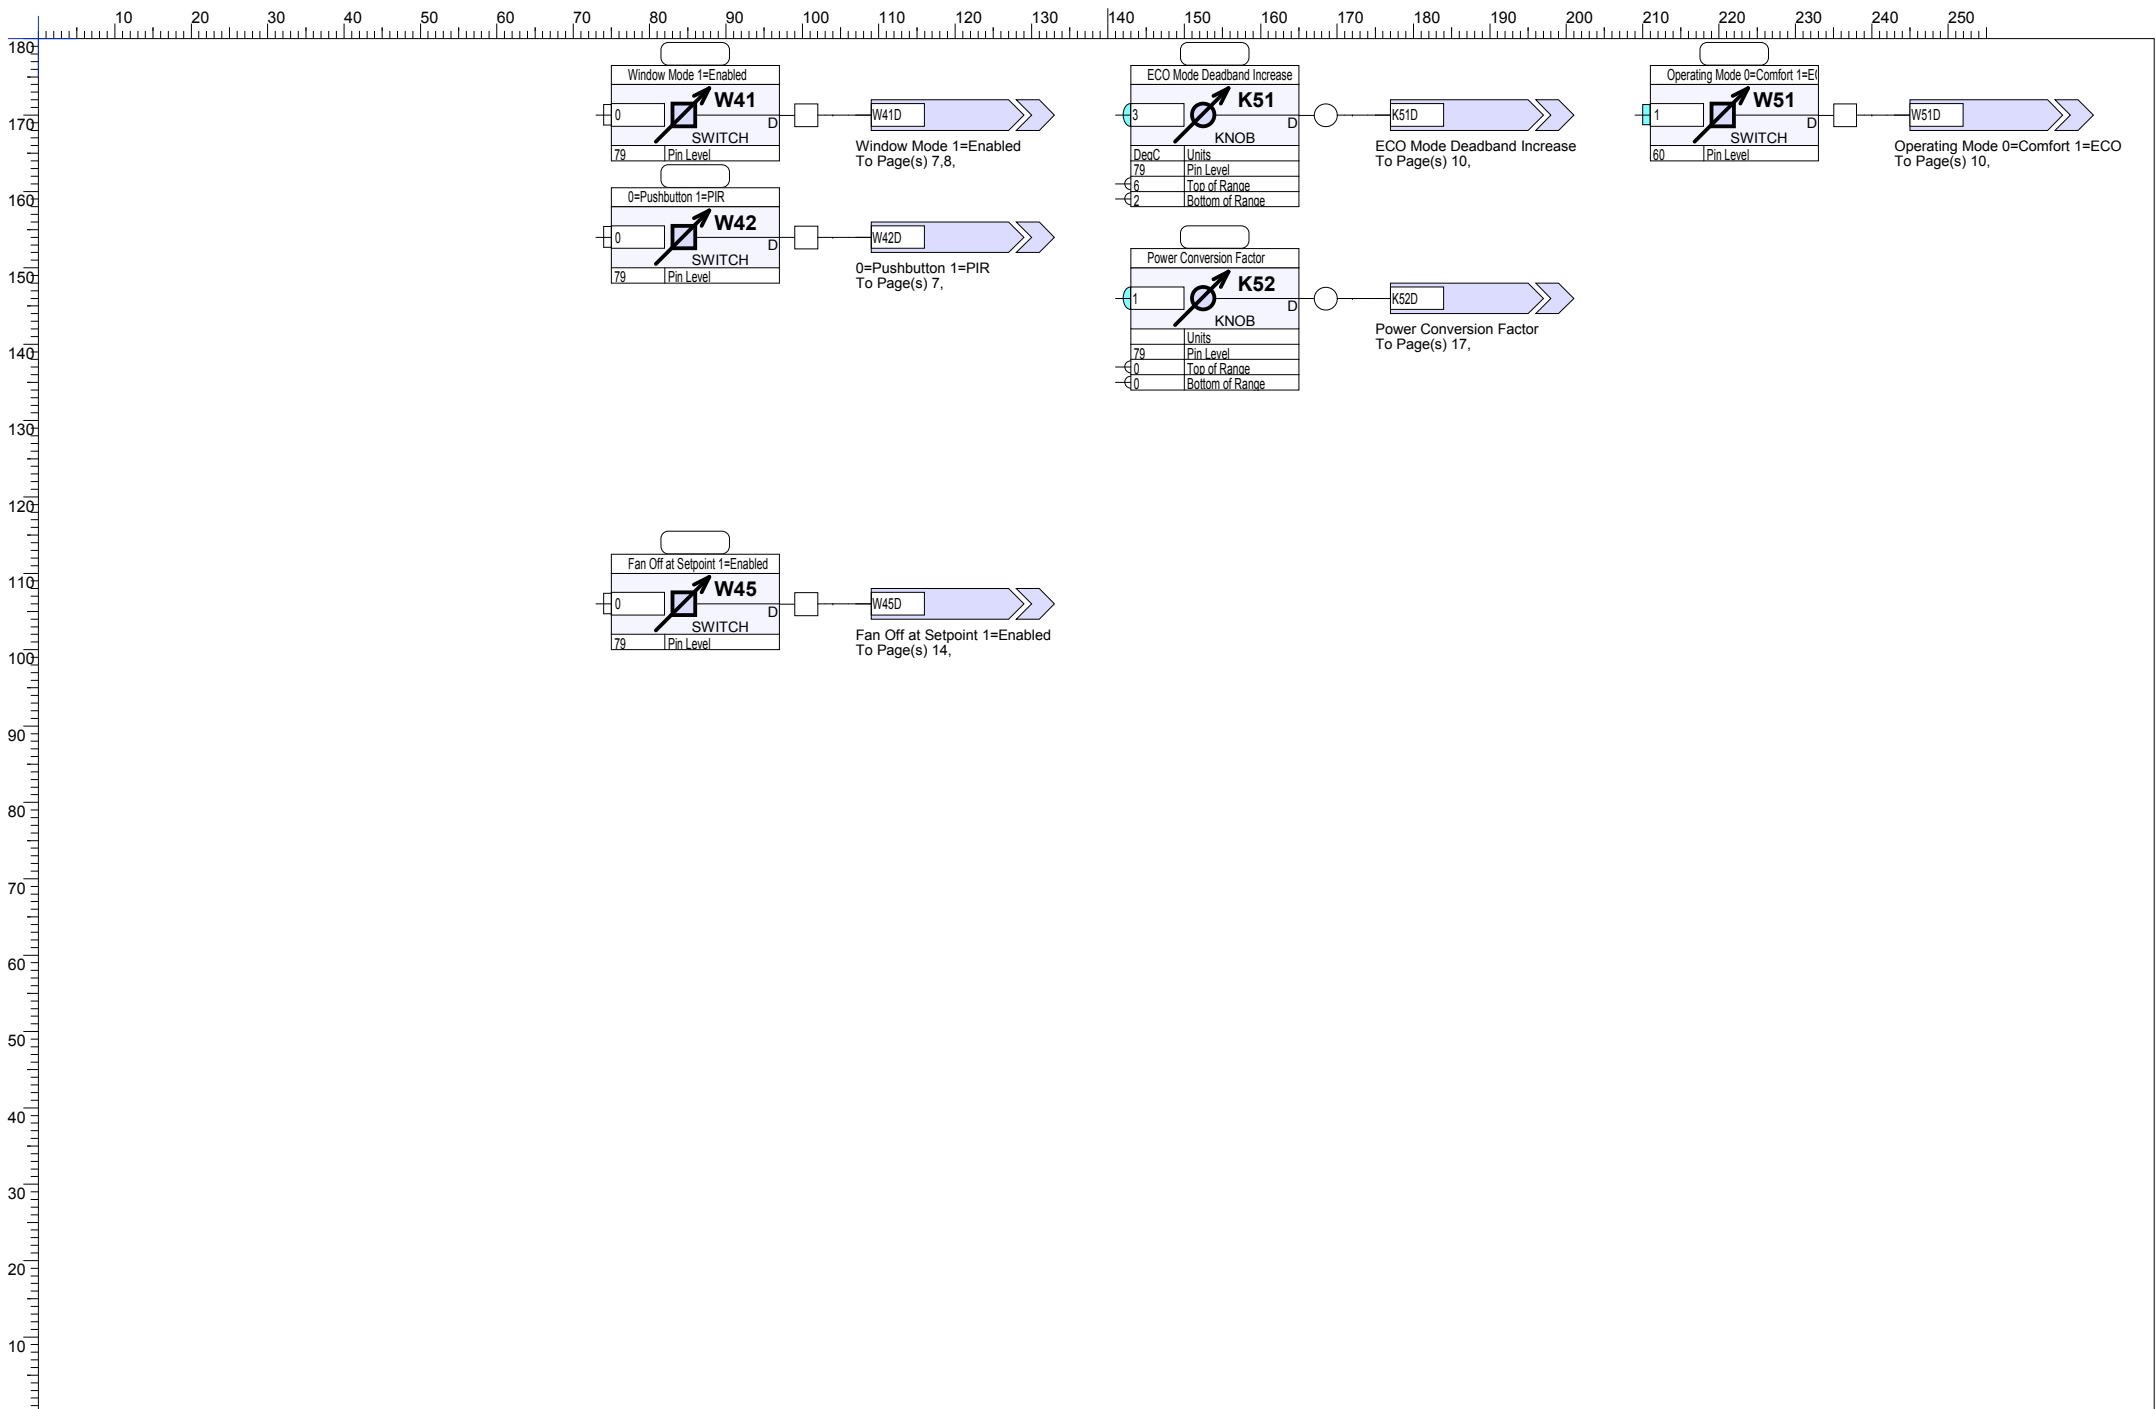 10 20 30 40 50 60 70 80 90 100 110 120 130 140 150 160 170 180 190 200 210 220 230 240 250
180
170
160
150
140
130
120
110
100
90
80
70
60
50
40
30
20
10
Window Mode 1=Enabled
W41
0
D
SWITCH
79 Pin Level
W41D
Window Mode 1=Enabled
To Page(s) 7,8,
0=Pushbutton 1=PIR
W42
0
D
SWITCH
79 Pin Level
W42D
0=Pushbutton 1=PIR
To Page(s) 7,
Fan Off at Setpoint 1=Enabled
W45
0
D
SWITCH
79 Pin Level
W45D
Fan Off at Setpoint 1=Enabled
To Page(s) 14,
ECO Mode Deadband Increase
K51
3
D
KNOB
DegC Units
79 Pin Level
6 Top of Range
2 Bottom of Range
K51D
ECO Mode Deadband Increase
To Page(s) 10,
Power Conversion Factor
K52
1
D
KNOB
Units
79 Pin Level
0 Top of Range
0 Bottom of Range
K52D
Power Conversion Factor
To Page(s) 17,
Operating Mode 0=Comfort 1=E(
W51
1
D
SWITCH
60 Pin Level
W51D
Operating Mode 0=Comfort 1=ECO
To Page(s) 10,